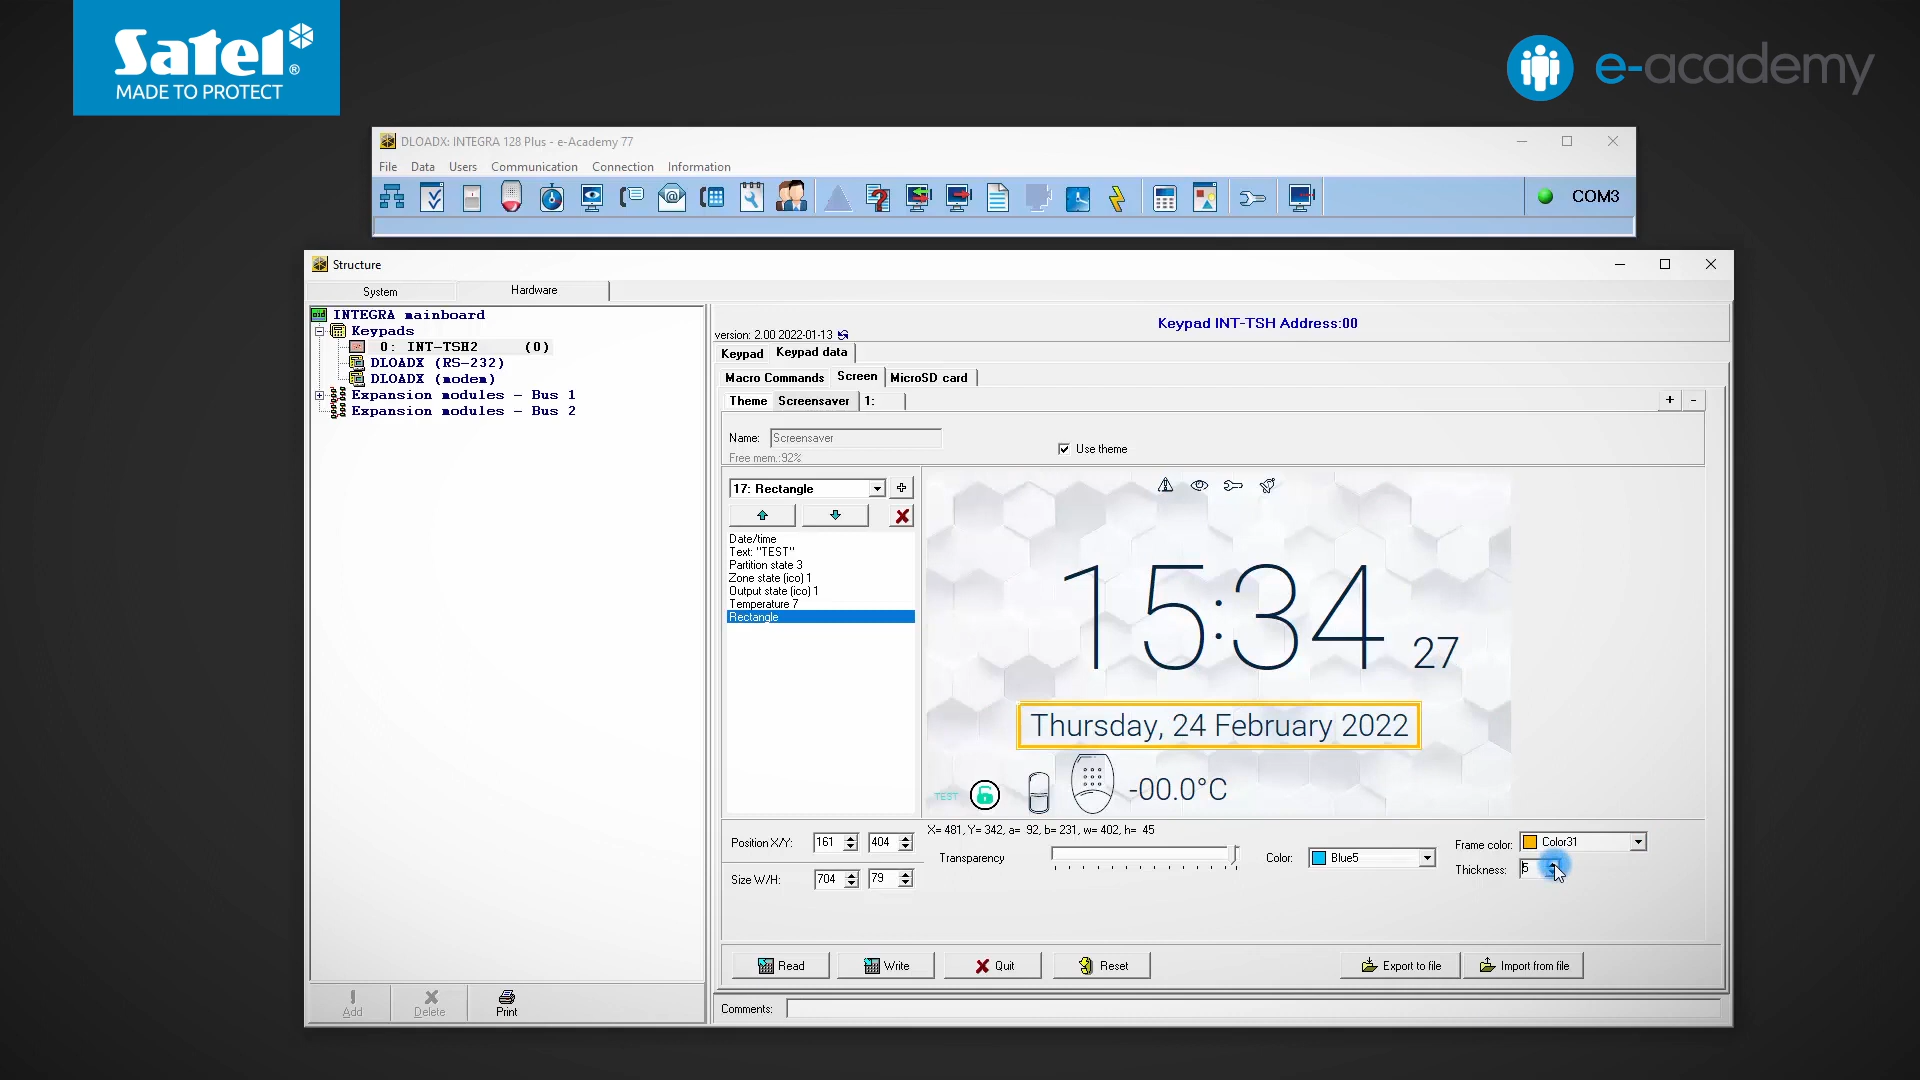 Satel®
MADE TO PROTECT
e-academy
DLOADX: INTEGRA 128 Plus - e-Academy 77
File Data Users Communication Connection Information
COM3
Structure
System Hardware
INTEGRA mainboard
Keypads
0: INT-TSH2 (0)
DLOADX (RS-232)
DLOADX (modem)
Expansion modules - Bus 1
Expansion modules - Bus 2
Add Delete Print
Keypad INT-TSH Address:00
version: 2.00 2022-01-13
Keypad Keypad data
Macro Commands Screen MicroSD card
Theme Screensaver 1: + -
Name: Screensaver
Use theme
Free mem.:92%
17: Rectangle
Date/time
Text: "TEST"
Partition state 3
Zone state (ico) 1
Output state (ico) 1
Temperature 7
Rectangle
15:34 27
Thursday, 24 February 2022
TEST -00.0°C
X= 481, Y= 342, a= 92, b= 231, w= 402, h= 45
Position X/Y: 161 404
Transparency
Color: Blue5
Frame color: Color31
Thickness: 5
Size W/H: 704 79
Read Write Quit Reset Export to file Import from file
Comments: